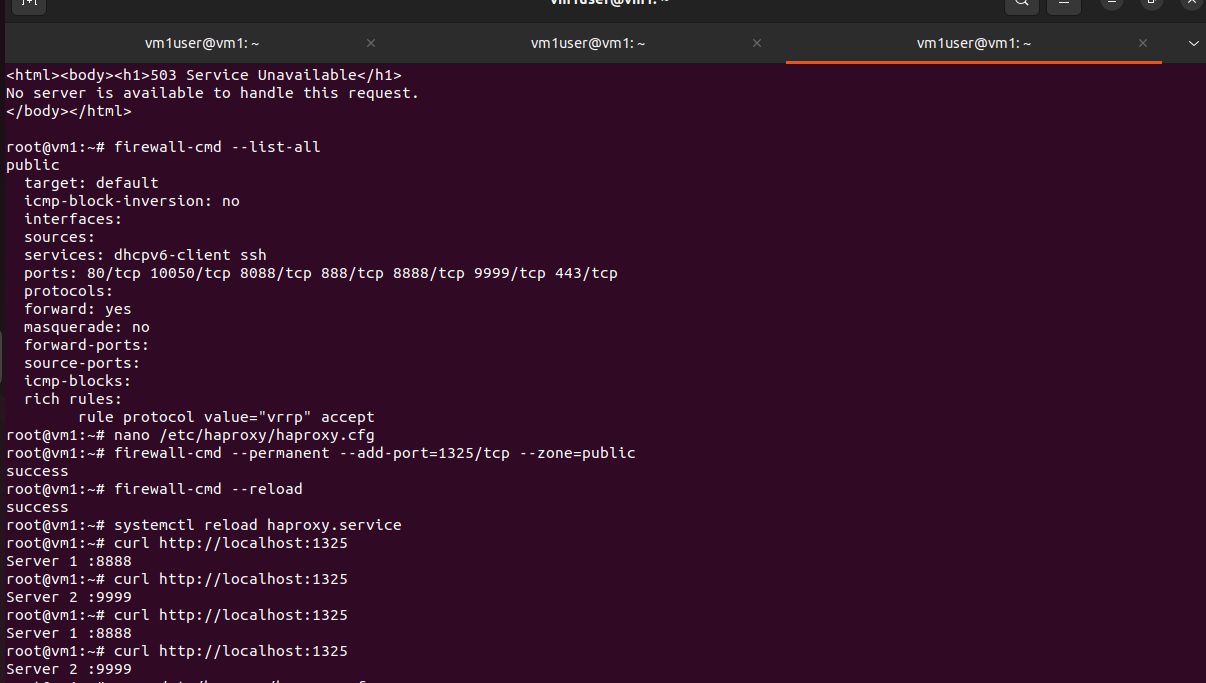 vm1user@vm1: ~
vm1user@vm1: ~ × vm1user@vm1: ~ × vm1user@vm1: ~ ×
<html><body><h1>503 Service Unavailable</h1>
No server is available to handle this request.
</body></html>
root@vm1:~# firewall-cmd --list-all
public
  target: default
  icmp-block-inversion: no
  interfaces:
  sources:
  services: dhcpv6-client ssh
  ports: 80/tcp 10050/tcp 8088/tcp 888/tcp 8888/tcp 9999/tcp 443/tcp
  protocols:
  forward: yes
  masquerade: no
  forward-ports:
  source-ports:
  icmp-blocks:
  rich rules:
        rule protocol value="vrrp" accept
root@vm1:~# nano /etc/haproxy/haproxy.cfg
root@vm1:~# firewall-cmd --permanent --add-port=1325/tcp --zone=public
success
root@vm1:~# firewall-cmd --reload
success
root@vm1:~# systemctl reload haproxy.service
root@vm1:~# curl http://localhost:1325
Server 1 :8888
root@vm1:~# curl http://localhost:1325
Server 2 :9999
root@vm1:~# curl http://localhost:1325
Server 1 :8888
root@vm1:~# curl http://localhost:1325
Server 2 :9999